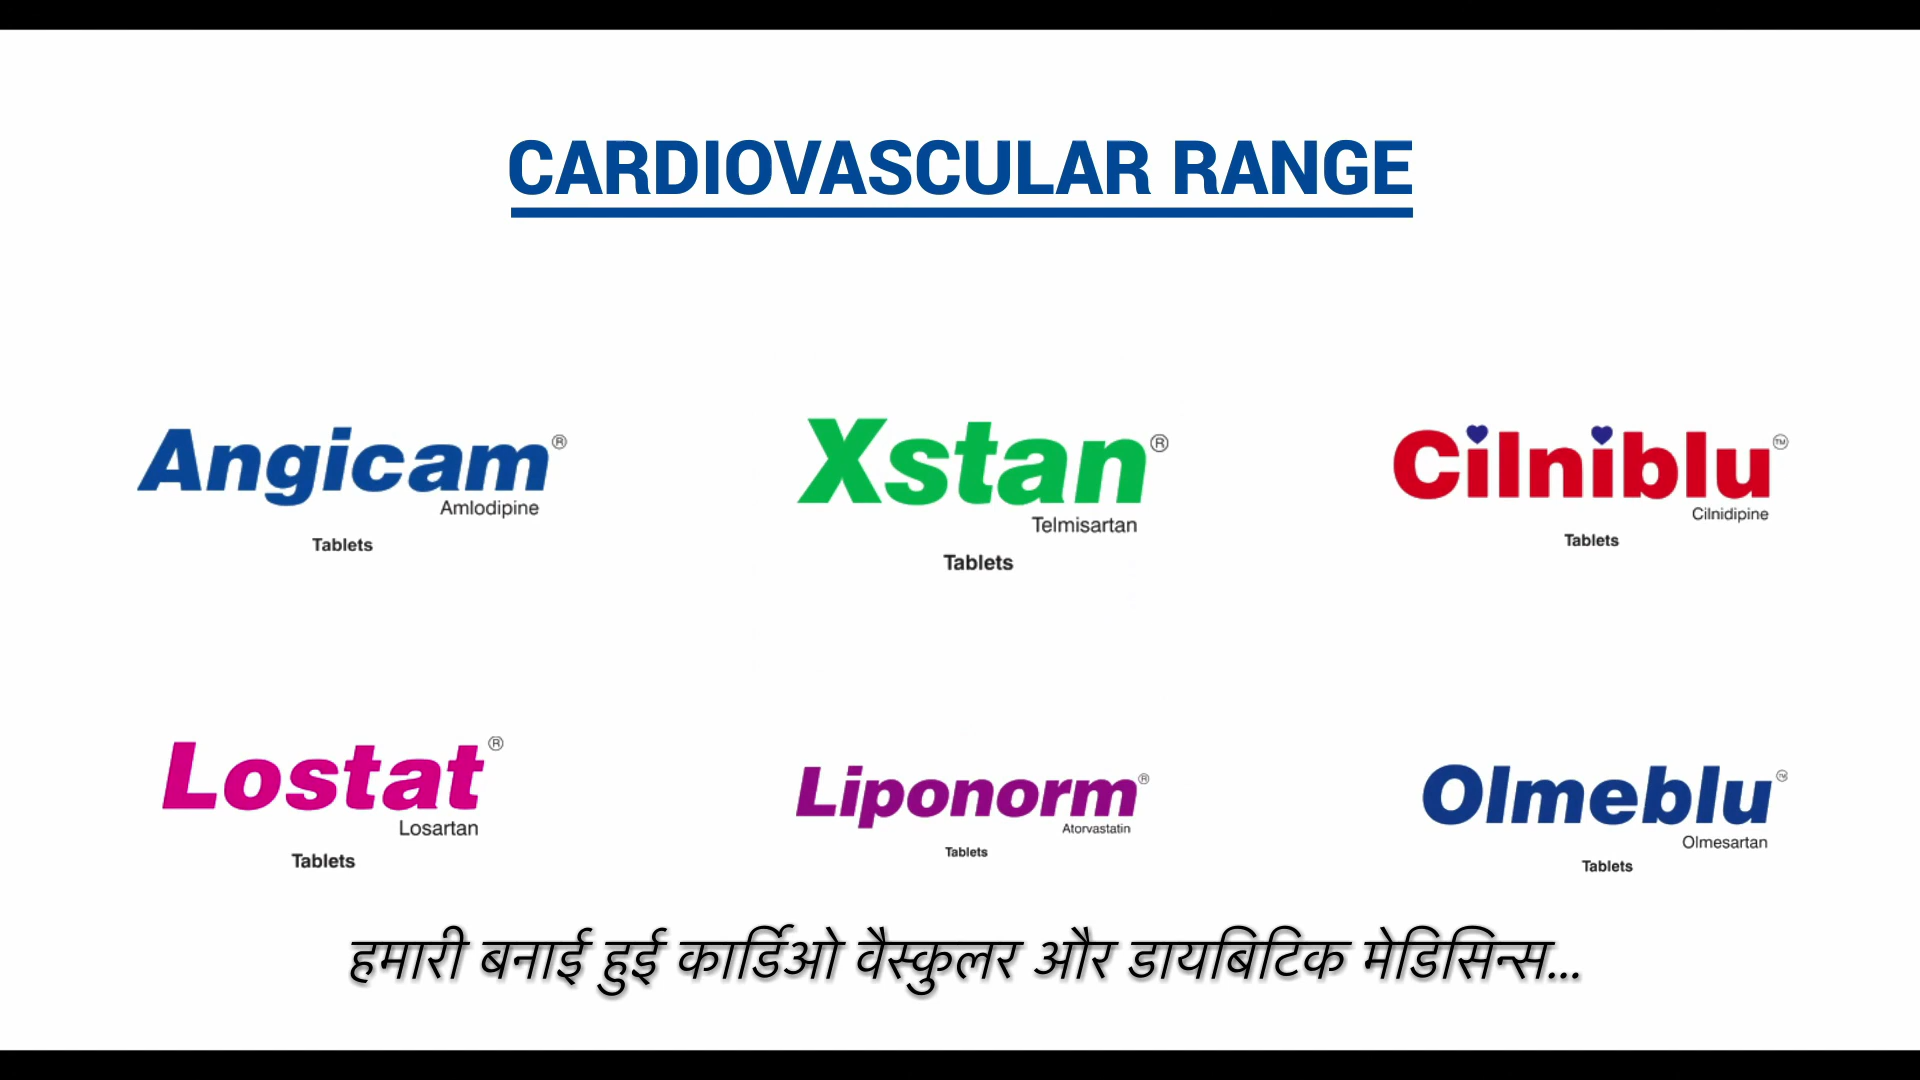 CARDIOVASCULAR RANGE
Angicam®
Amlodipine
Tablets
Xstan®
Telmisartan
Tablets
Cilniblu™
Cilnidipine
Tablets
Lostat®
Losartan
Tablets
Liponorm®
Atorvastatin
Tablets
Olmeblu™
Olmesartan
Tablets
हमारी बनाई हुई कार्डिओ वैस्कुलर और डायबिटिक मेडिसिन्स...